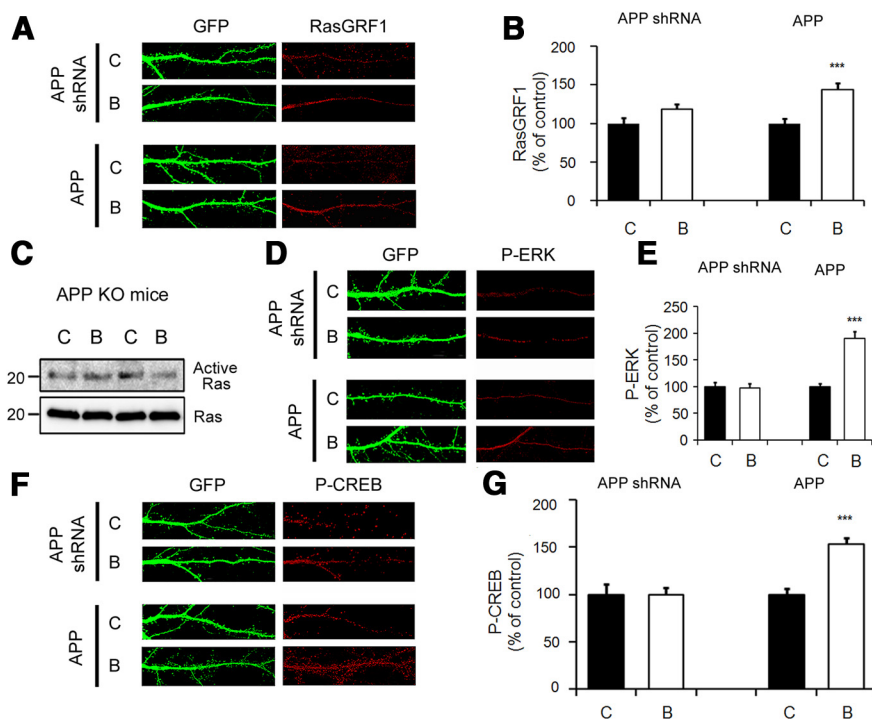 A
GFP RasGRF1
APP shRNA
C
B
APP
C
B
B
APP shRNA APP
RasGRF1 (% of control)
200
150
100
50
0
***
C B C B
C
APP KO mice
C B C B
20
Active Ras
20
Ras
D
GFP P-ERK
APP shRNA
C
B
APP
C
B
E
APP shRNA APP
P-ERK (% of control)
250
200
150
100
50
0
***
C B C B
F
GFP P-CREB
APP shRNA
C
B
APP
C
B
G
APP shRNA APP
P-CREB (% of control)
200
150
100
50
0
***
C B C B